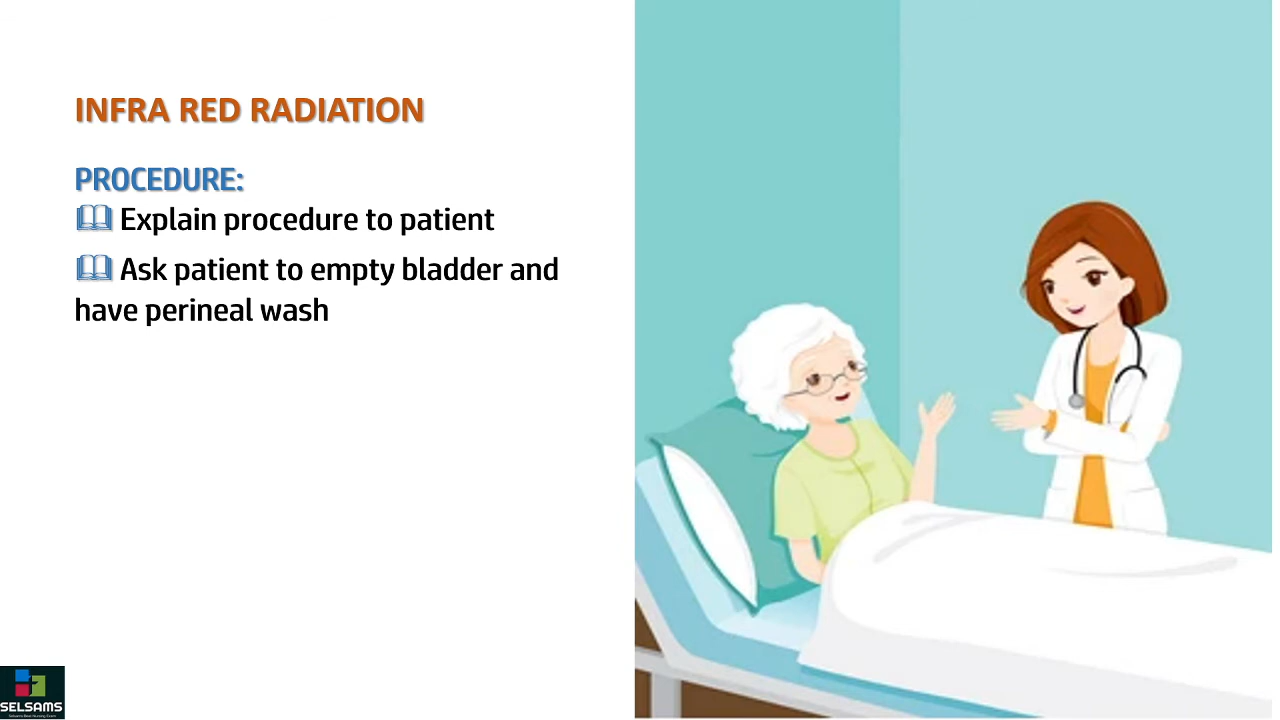 INFRA RED RADIATION
PROCEDURE:
Explain procedure to patient
Ask patient to empty bladder and
have perineal wash
SELSAMS